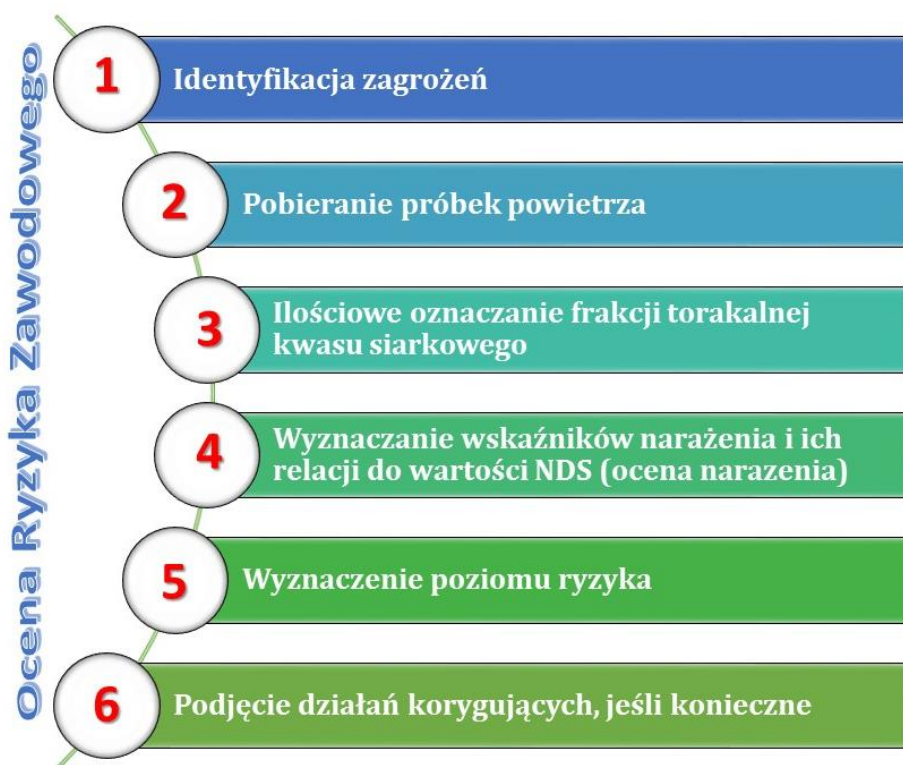 Ocena Ryzyka Zawodowego
1
Identyfikacja zagrożeń
2
Pobieranie próbek powietrza
3
Ilościowe oznaczanie frakcji torakalnej
kwasu siarkowego
4
Wyznaczanie wskaźników narażenia i ich
relacji do wartości NDS (ocena narazenia)
5
Wyznaczenie poziomu ryzyka
6
Podjęcie działań korygujących, jeśli konieczne